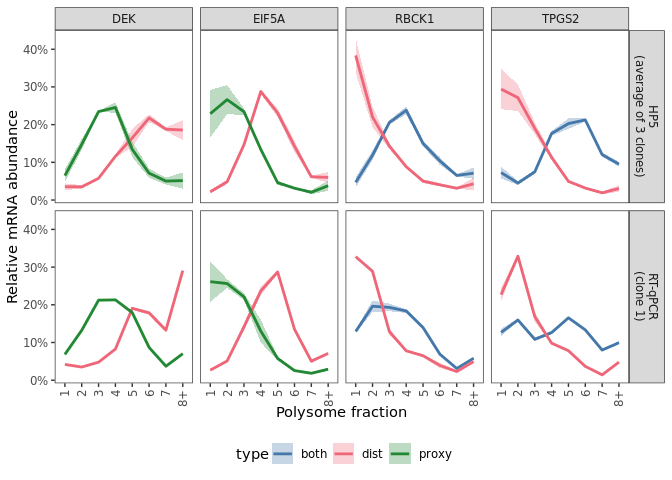 DEK
EIF5A
RBCK1
TPGS2
40%
30%
20%
10%
0%
HP5
(average of 3 clones)
40%
30%
20%
10%
0%
RT-qPCR
(clone 1)
Relative mRNA abundance
1 2 3 4 5 6 7 8+
1 2 3 4 5 6 7 8+
1 2 3 4 5 6 7 8+
1 2 3 4 5 6 7 8+
Polysome fraction
type both dist proxy